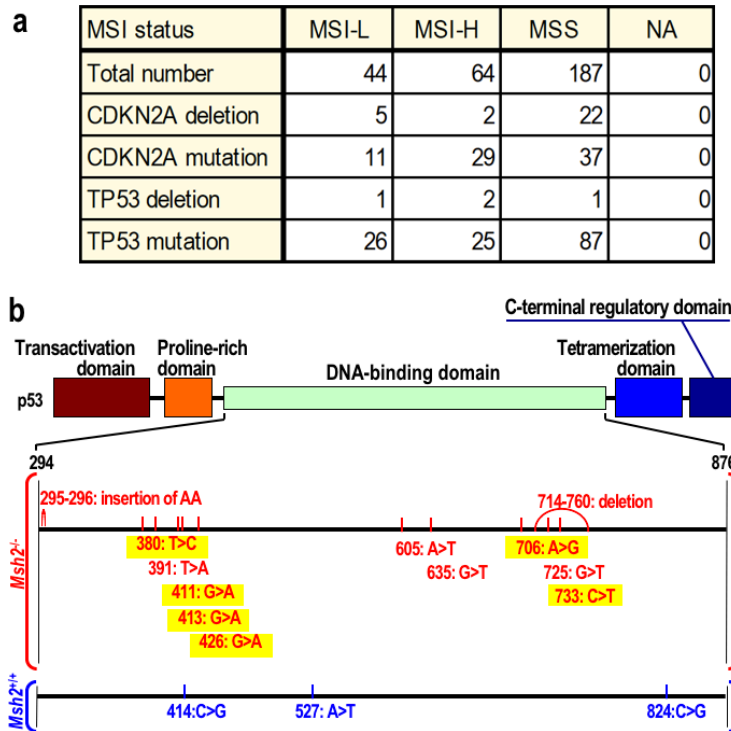 a
MSI status MSI-L MSI-H MSS NA
Total number 44 64 187 0
CDKN2A deletion 5 2 22 0
CDKN2A mutation 11 29 37 0
TP53 deletion 1 2 1 0
TP53 mutation 26 25 87 0
b
C-terminal regulatory domain
Transactivation domain
Proline-rich domain
DNA-binding domain
Tetramerization domain
p53
294
876
295-296: insertion of AA
714-760: deletion
380: T>C
605: A>T
706: A>G
391: T>A
635: G>T
725: G>T
411: G>A
733: C>T
413: G>A
426: G>A
Msh2-/-
Msh2+/+
414:C>G
527: A>T
824:C>G